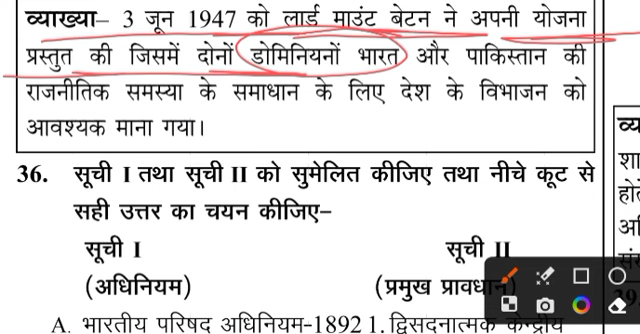 व्याख्या– 3 जून 1947 को लार्ड माउंट बेटन ने अपनी योजना
प्रस्तुत की जिसमें दोनों डोमिनियनों भारत और पाकिस्तान की
राजनीतिक समस्या के समाधान के लिए देश के विभाजन को
आवश्यक माना गया।
36. सूची I तथा सूची II को सुमेलित कीजिए तथा नीचे कूट से
सही उत्तर का चयन कीजिए–
सूची I सूची II
(अधिनियम) (प्रमुख प्रावधान)
A. भारतीय परिषद अधिनियम-1892 1. द्विसदनात्मक केन्द्रीय